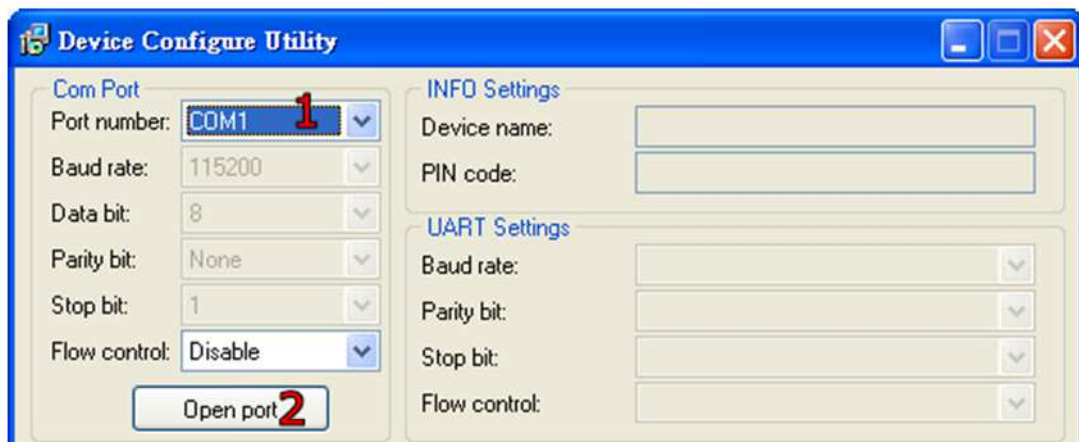 Device Configure Utility
Com Port
Port number: COM1 1
Baud rate: 115200
Data bit: 8
Parity bit: None
Stop bit: 1
Flow control: Disable
Open port 2
INFO Settings
Device name:
PIN code:
UART Settings
Baud rate:
Parity bit:
Stop bit:
Flow control: